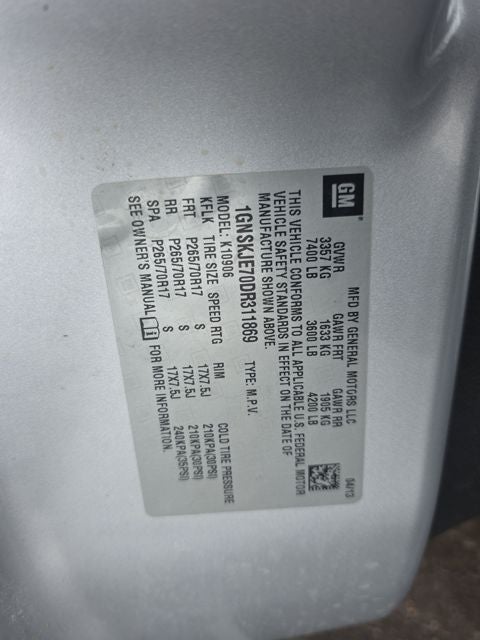 GM
MFD BY GENERAL MOTORS LLC
04/13
GVWR GAWR FRT GAWR RR
3357 KG 1633 KG 1905 KG
7400 LB 3600 LB 4200 LB
THIS VEHICLE CONFORMS TO ALL APPLICABLE U.S. FEDERAL MOTOR
VEHICLE SAFETY STANDARDS IN EFFECT ON THE DATE OF
MANUFACTURE SHOWN ABOVE.
1GNSKJE70DR311869 TYPE: M.P.V.
MODEL: K10906
COLD TIRE PRESSURE
KFLK TIRE SIZE SPEED RTG RIM
FRT P265/70R17 S 17X7.5J 210KPA(30PSI)
RR P265/70R17 S 17X7.5J 210KPA(30PSI)
SPA P265/70R17 240KPA(35PSI)
SEE OWNER'S MANUAL FOR MORE INFORMATION.